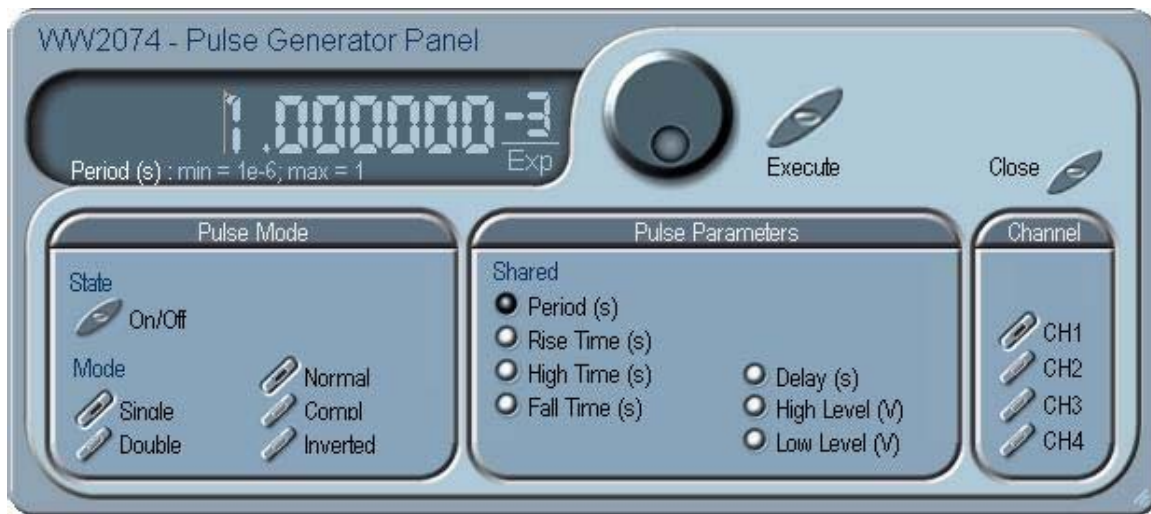 WW2074 - Pulse Generator Panel
1.000000-3
Exp
Period (s) : min = 1e-6; max = 1
Execute
Close
Pulse Mode
State
On/Off
Mode
Single
Double
Normal
Compl
Inverted
Pulse Parameters
Shared
Period (s)
Rise Time (s)
High Time (s)
Fall Time (s)
Delay (s)
High Level (V)
Low Level (V)
Channel
CH1
CH2
CH3
CH4